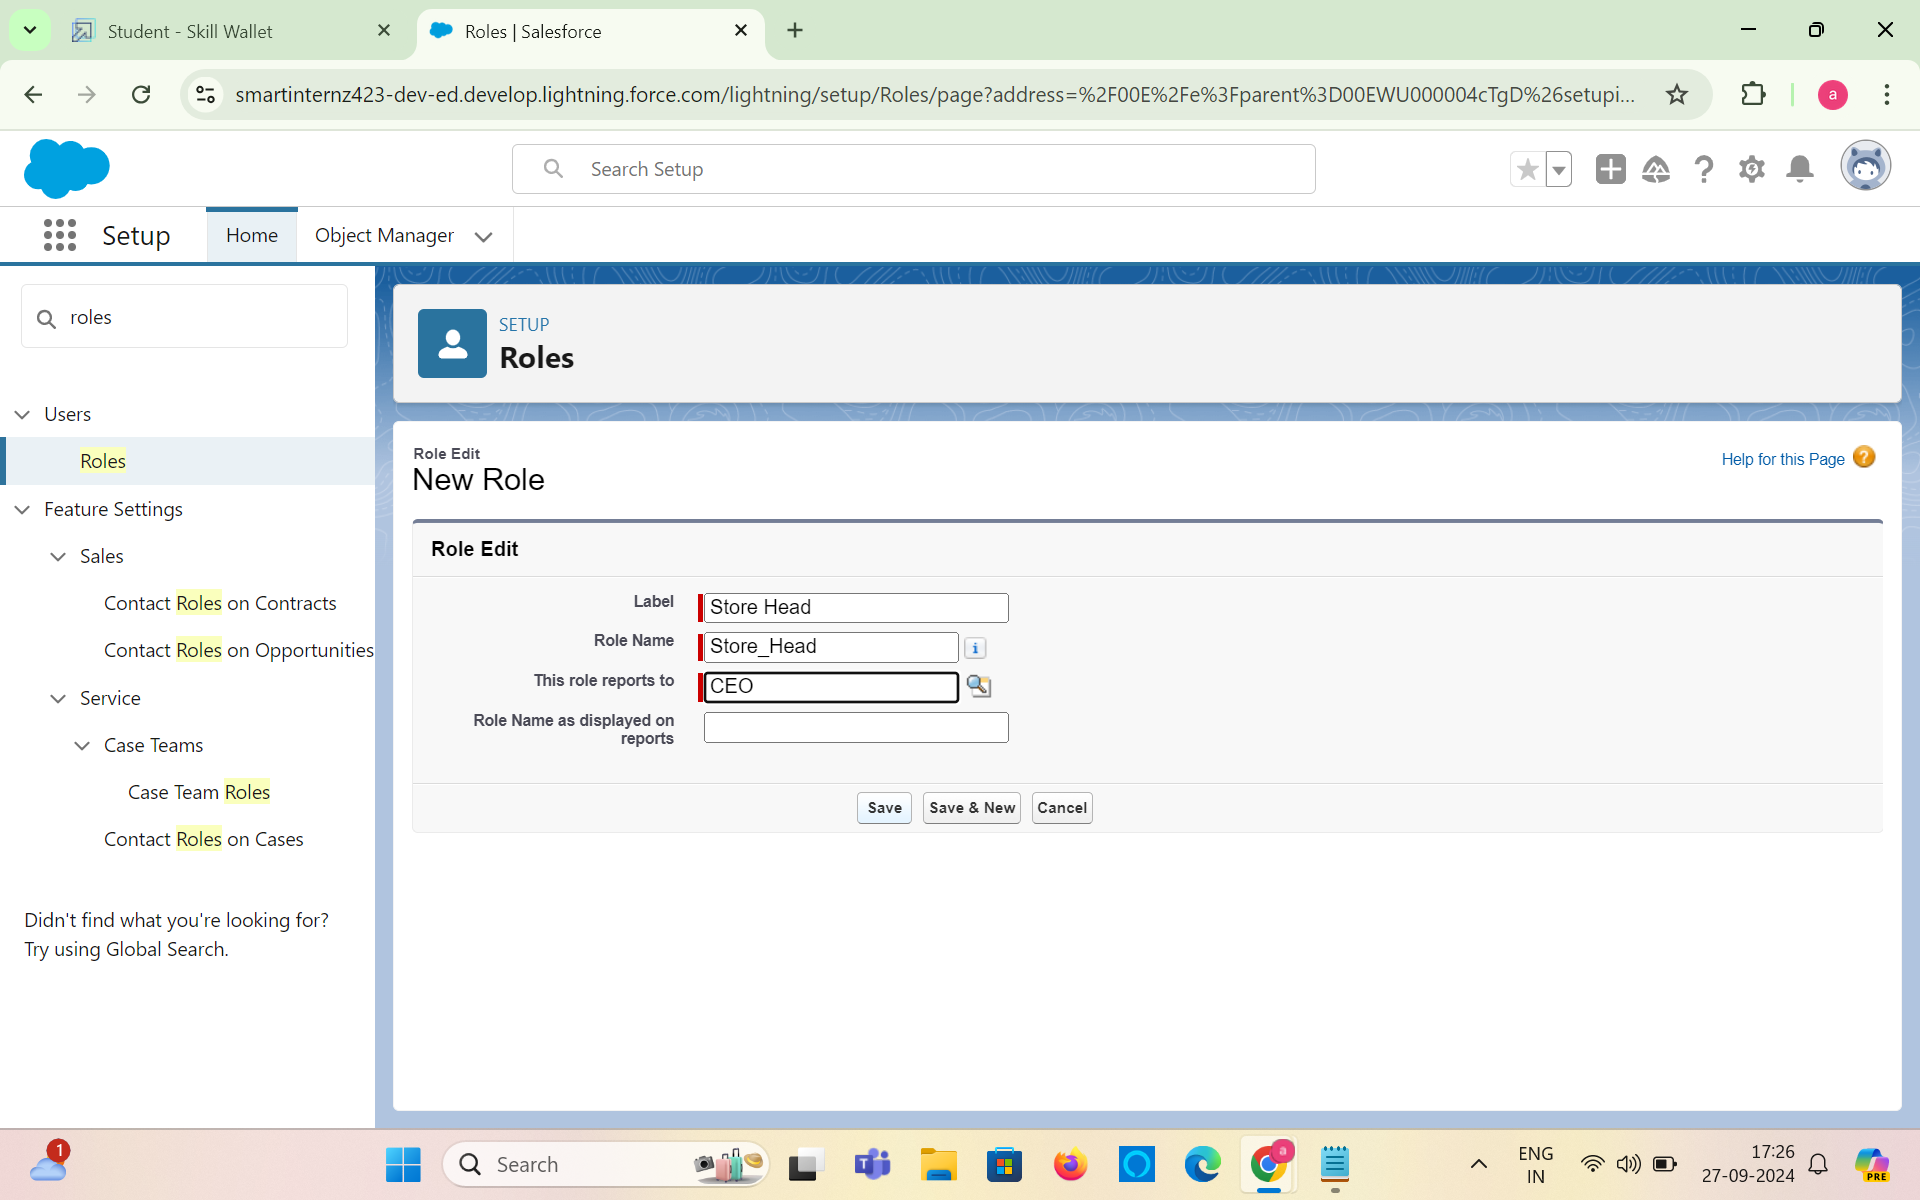 Student - Skill Wallet
Roles | Salesforce
smartinternz423-dev-ed.develop.lightning.force.com/lightning/setup/Roles/page?address=%2F00E%2Fe%3Fparent%3D00EWU000004cTgD%26setupi...
a
Search Setup
Setup
Home
Object Manager
roles
Users
Roles
Feature Settings
Sales
Contact Roles on Contracts
Contact Roles on Opportunities
Service
Case Teams
Case Team Roles
Contact Roles on Cases
Didn't find what you're looking for?
Try using Global Search.
SETUP
Roles
Role Edit
New Role
Help for this Page
Role Edit
Label
Store Head
Role Name
Store_Head
This role reports to
CEO
Role Name as displayed on
reports
Save
Save & New
Cancel
1
Search
a
ENG
IN
17:26
27-09-2024
PRE